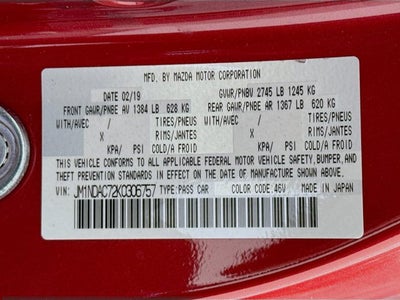 MFD. BY MAZDA MOTOR CORPORATION
DATE 02/19 GVWR/PNBV 2745 LB 1245 KG
FRONT GAWR/PNBE AV 1384 LB 628 KG REAR GAWR/PNBE AR 1367 LB 620 KG
WITH/AVEC / TIRES/PNEUS WITH/AVEC / TIRES/PNEUS
X RIMS/JANTES X RIMS/JANTES
KPA/ PSI COLD/A FROID KPA/ PSI COLD/A FROID
THIS VEHICLE CONFORMS TO ALL APPLICABLE FEDERAL MOTOR VEHICLE SAFETY, BUMPER, AND
THEFT PREVENTION STANDARDS IN EFFECT ON THE DATE OF MANUFACTURE SHOWN ABOVE.
JM1NDAC72K0306757 TYPE:PASS CAR COLOR CODE 46V MADE IN JAPAN